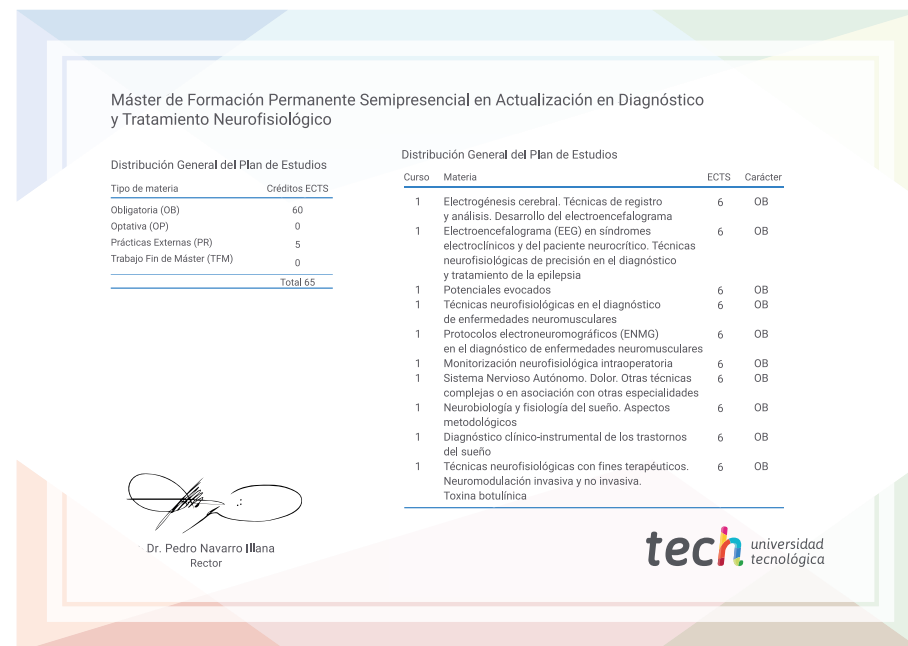 Máster de Formación Permanente Semipresencial en Actualización en Diagnóstico
y Tratamiento Neurofisiológico
Distribución General del Plan de Estudios
Tipo de materia Créditos ECTS
Obligatoria (OB) 60
Optativa (OP) 0
Prácticas Externas (PR) 5
Trabajo Fin de Máster (TFM) 0
Total 65
Distribución General del Plan de Estudios
Curso Materia ECTS Carácter
1 Electrogénesis cerebral. Técnicas de registro 6 OB
y análisis. Desarrollo del electroencefalograma
1 Electroencefalograma (EEG) en síndromes 6 OB
electroclínicos y del paciente neurocrítico. Técnicas
neurofisiológicas de precisión en el diagnóstico
y tratamiento de la epilepsia
1 Potenciales evocados 6 OB
1 Técnicas neurofisiológicas en el diagnóstico 6 OB
de enfermedades neuromusculares
1 Protocolos electroneuromográficos (ENMG) 6 OB
en el diagnóstico de enfermedades neuromusculares
1 Monitorización neurofisiológica intraoperatoria 6 OB
1 Sistema Nervioso Autónomo. Dolor. Otras técnicas 6 OB
complejas o en asociación con otras especialidades
1 Neurobiología y fisiología del sueño. Aspectos 6 OB
metodológicos
1 Diagnóstico clínico-instrumental de los trastornos 6 OB
del sueño
1 Técnicas neurofisiológicas con fines terapéuticos. 6 OB
Neuromodulación invasiva y no invasiva.
Toxina botulínica
Dr. Pedro Navarro Illana
Rector
tech universidad
tecnológica